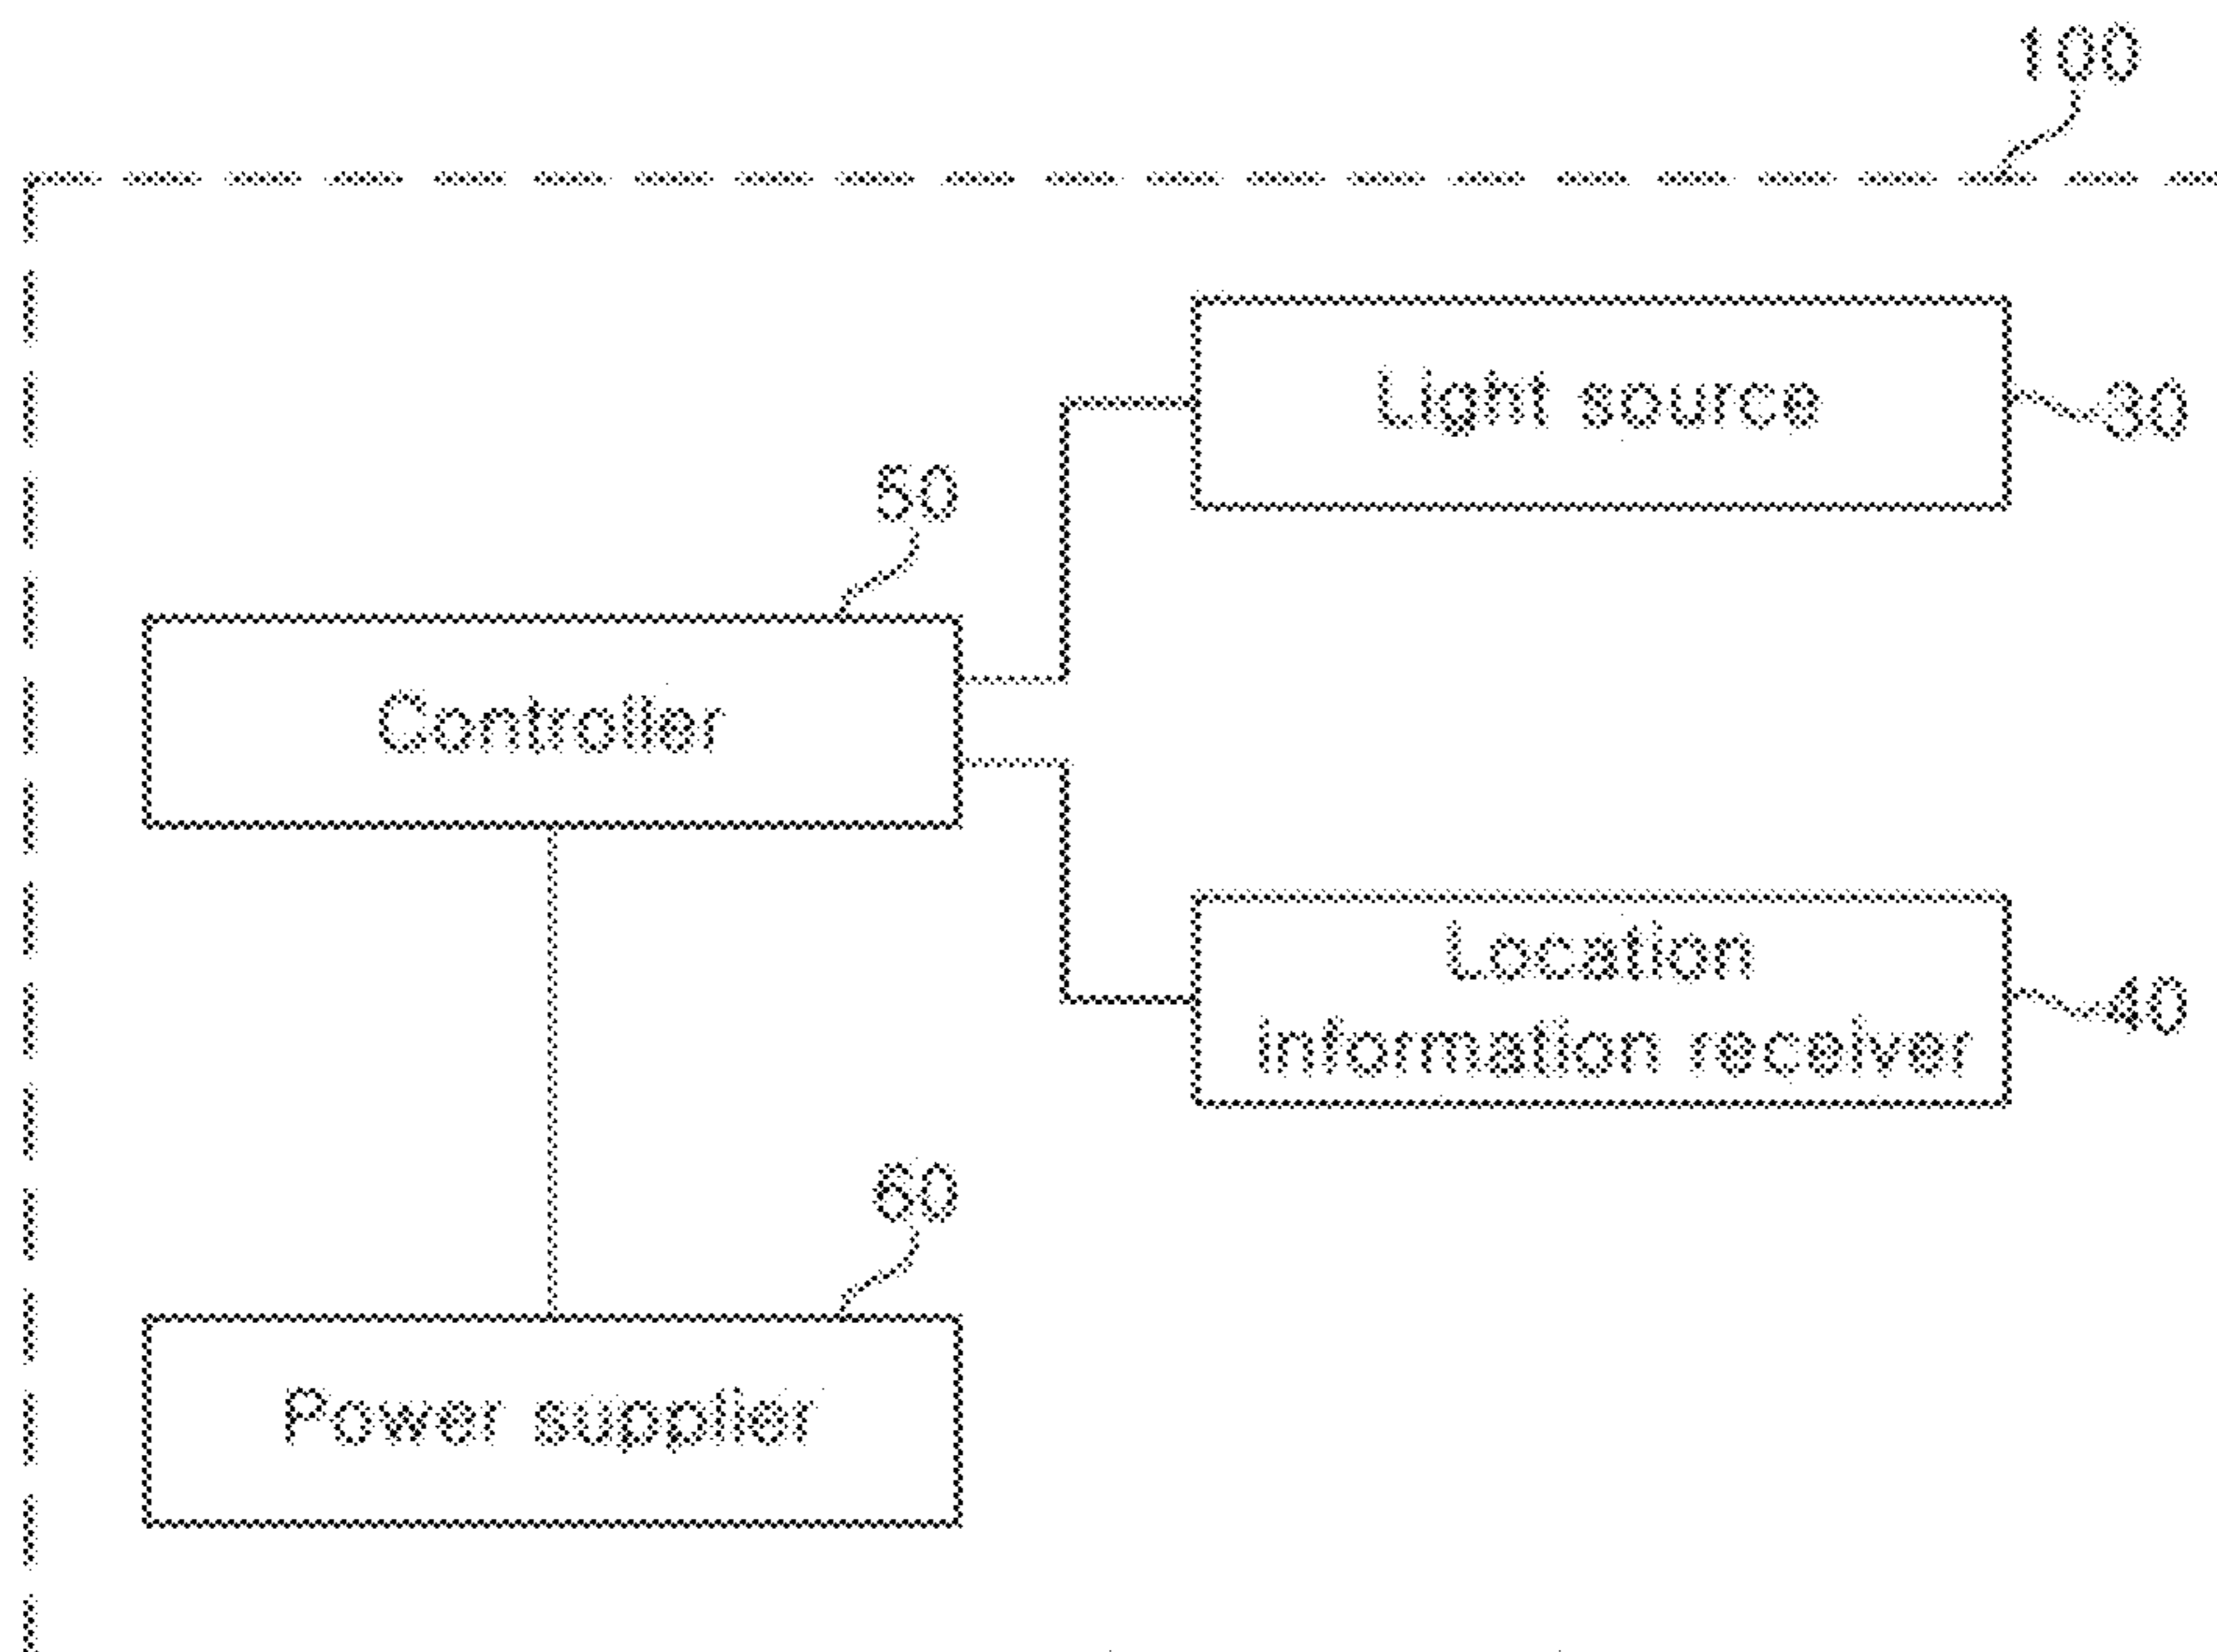 100
Light source
30
50
Controller
Location
information receiver
40
60
Power supplier